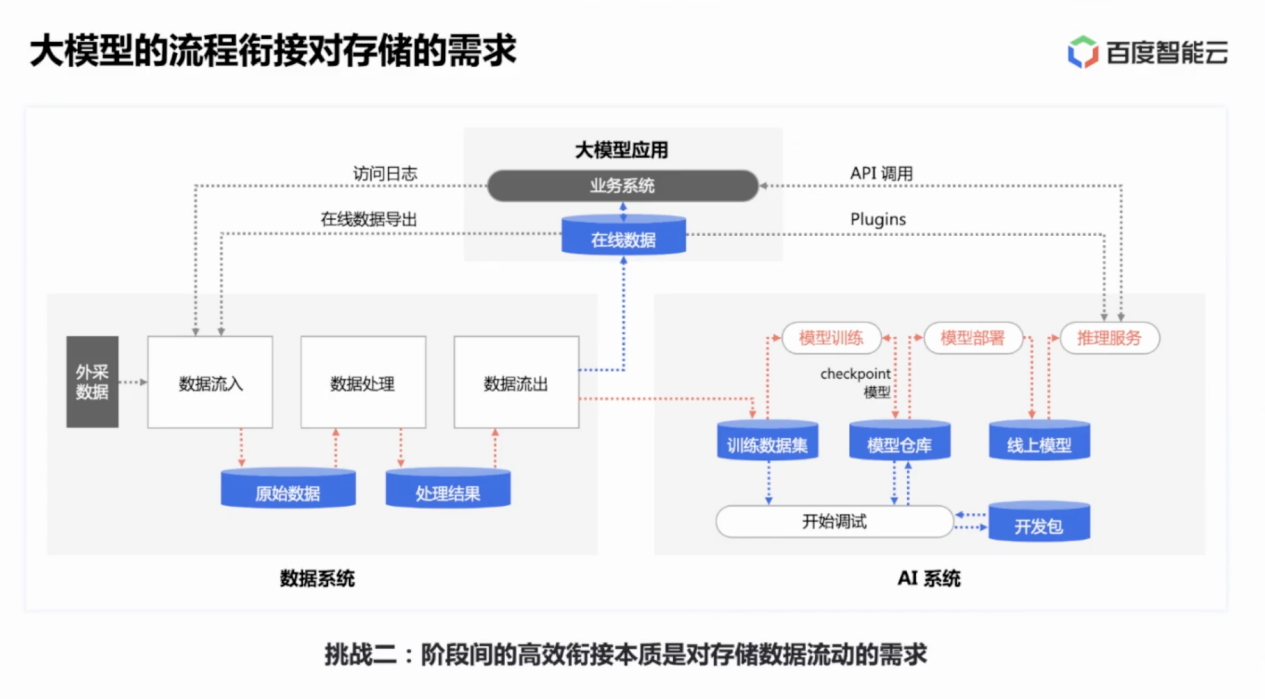 大模型的流程衔接对存储的需求
百度智能云
大模型应用
访问日志
业务系统
API 调用
在线数据导出
在线数据
Plugins
外采
数据
数据流入
数据处理
数据流出
原始数据
处理结果
数据系统
模型训练
模型部署
推理服务
checkpoint
模型
训练数据集
模型仓库
线上模型
开始调试
开发包
AI 系统
挑战二：阶段间的高效衔接本质是对存储数据流动的需求